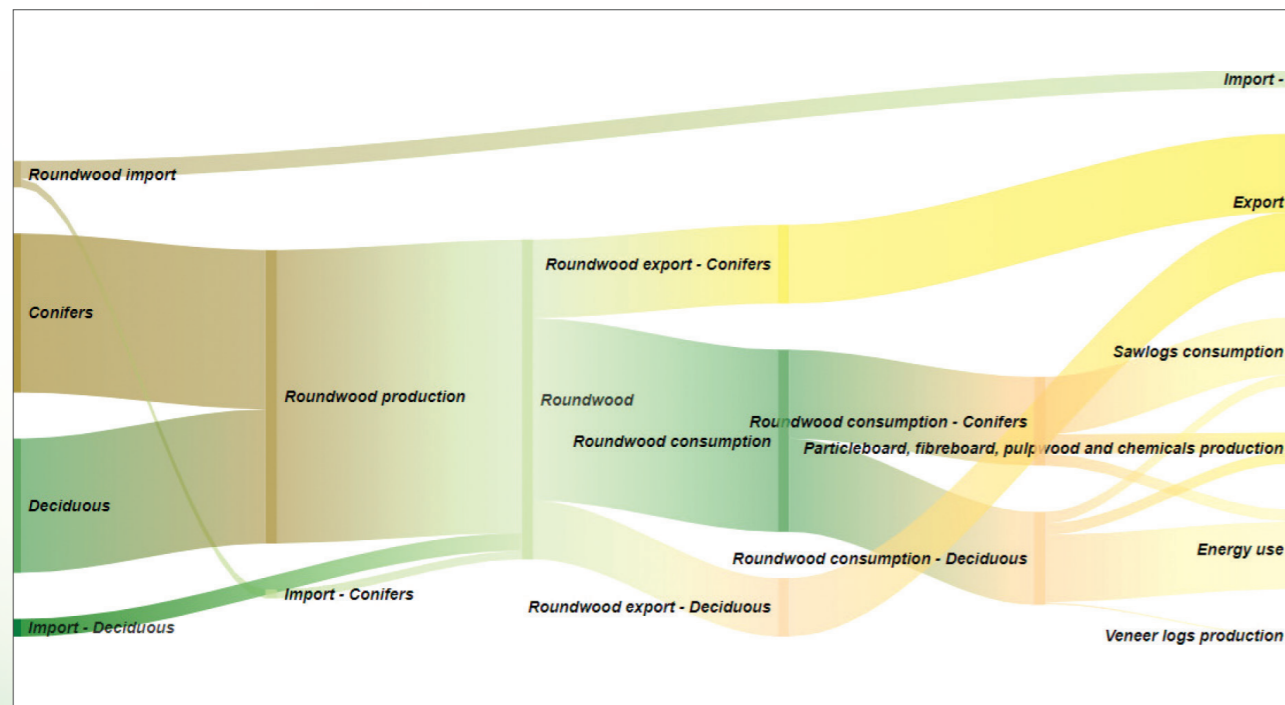 Import -
Roundwood import
Export
Roundwood export - Conifers
Conifers
Sawlogs consumption
Roundwood production
Roundwood
Roundwood consumption - Conifers
Roundwood consumption
Particleboard, fibreboard, pulpwood and chemicals production
Deciduous
Energy use
Roundwood consumption - Deciduous
Import - Conifers
Roundwood export - Deciduous
Import - Deciduous
Veneer logs production